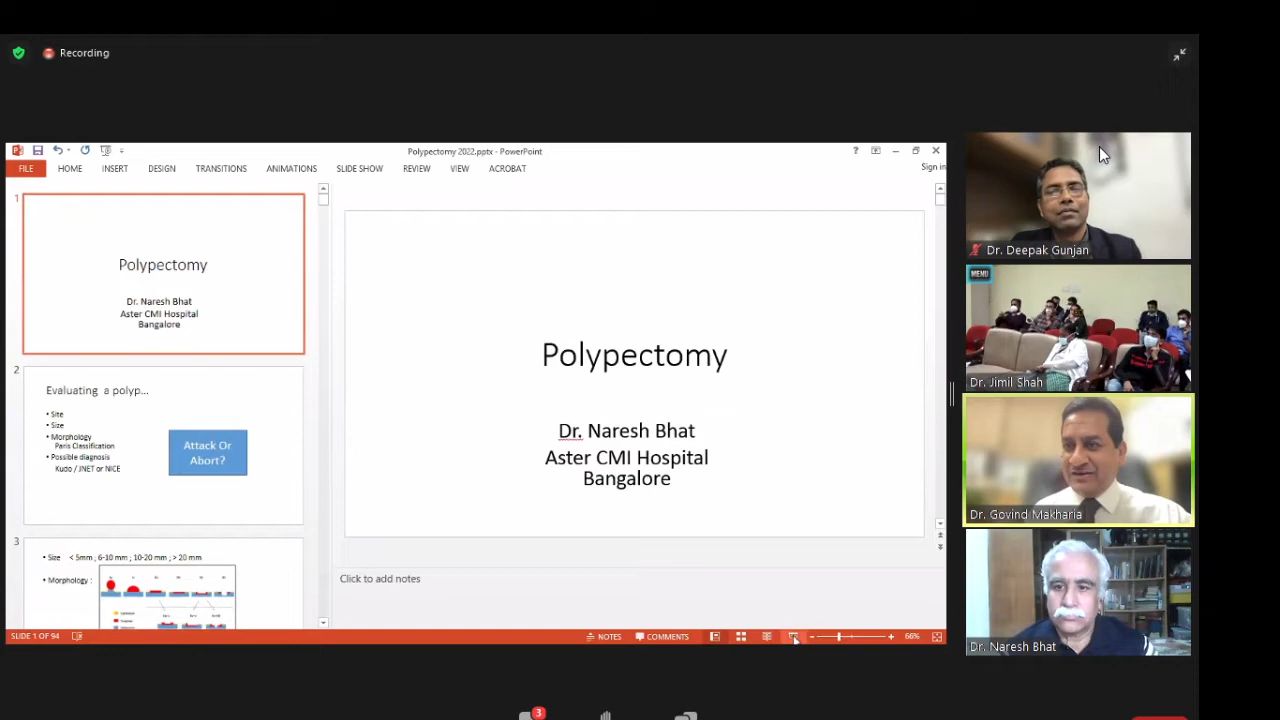 Recording
Polypectomy 2022.pptx - PowerPoint
?
FILE HOME INSERT DESIGN TRANSITIONS ANIMATIONS SLIDE SHOW REVIEW VIEW ACROBAT
Sign in
1
Polypectomy
Dr. Naresh Bhat
Aster CMI Hospital
Bangalore
2
Evaluating a polyp...
• Site
• Size
• Morphology
Paris Classification
• Possible diagnosis
Kudo / JNET or NICE
Attack Or
Abort?
3
• Size < 5mm ; 6-10 mm ; 10-20 mm ; > 20 mm
• Morphology :
Polypectomy
Dr. Naresh Bhat
Aster CMI Hospital
Bangalore
Click to add notes
SLIDE 1 OF 94
NOTES
COMMENTS
66%
Dr. Deepak Gunjan
MENU
Dr. Jimil Shah
Dr. Govind Makharia
Dr. Naresh Bhat
3